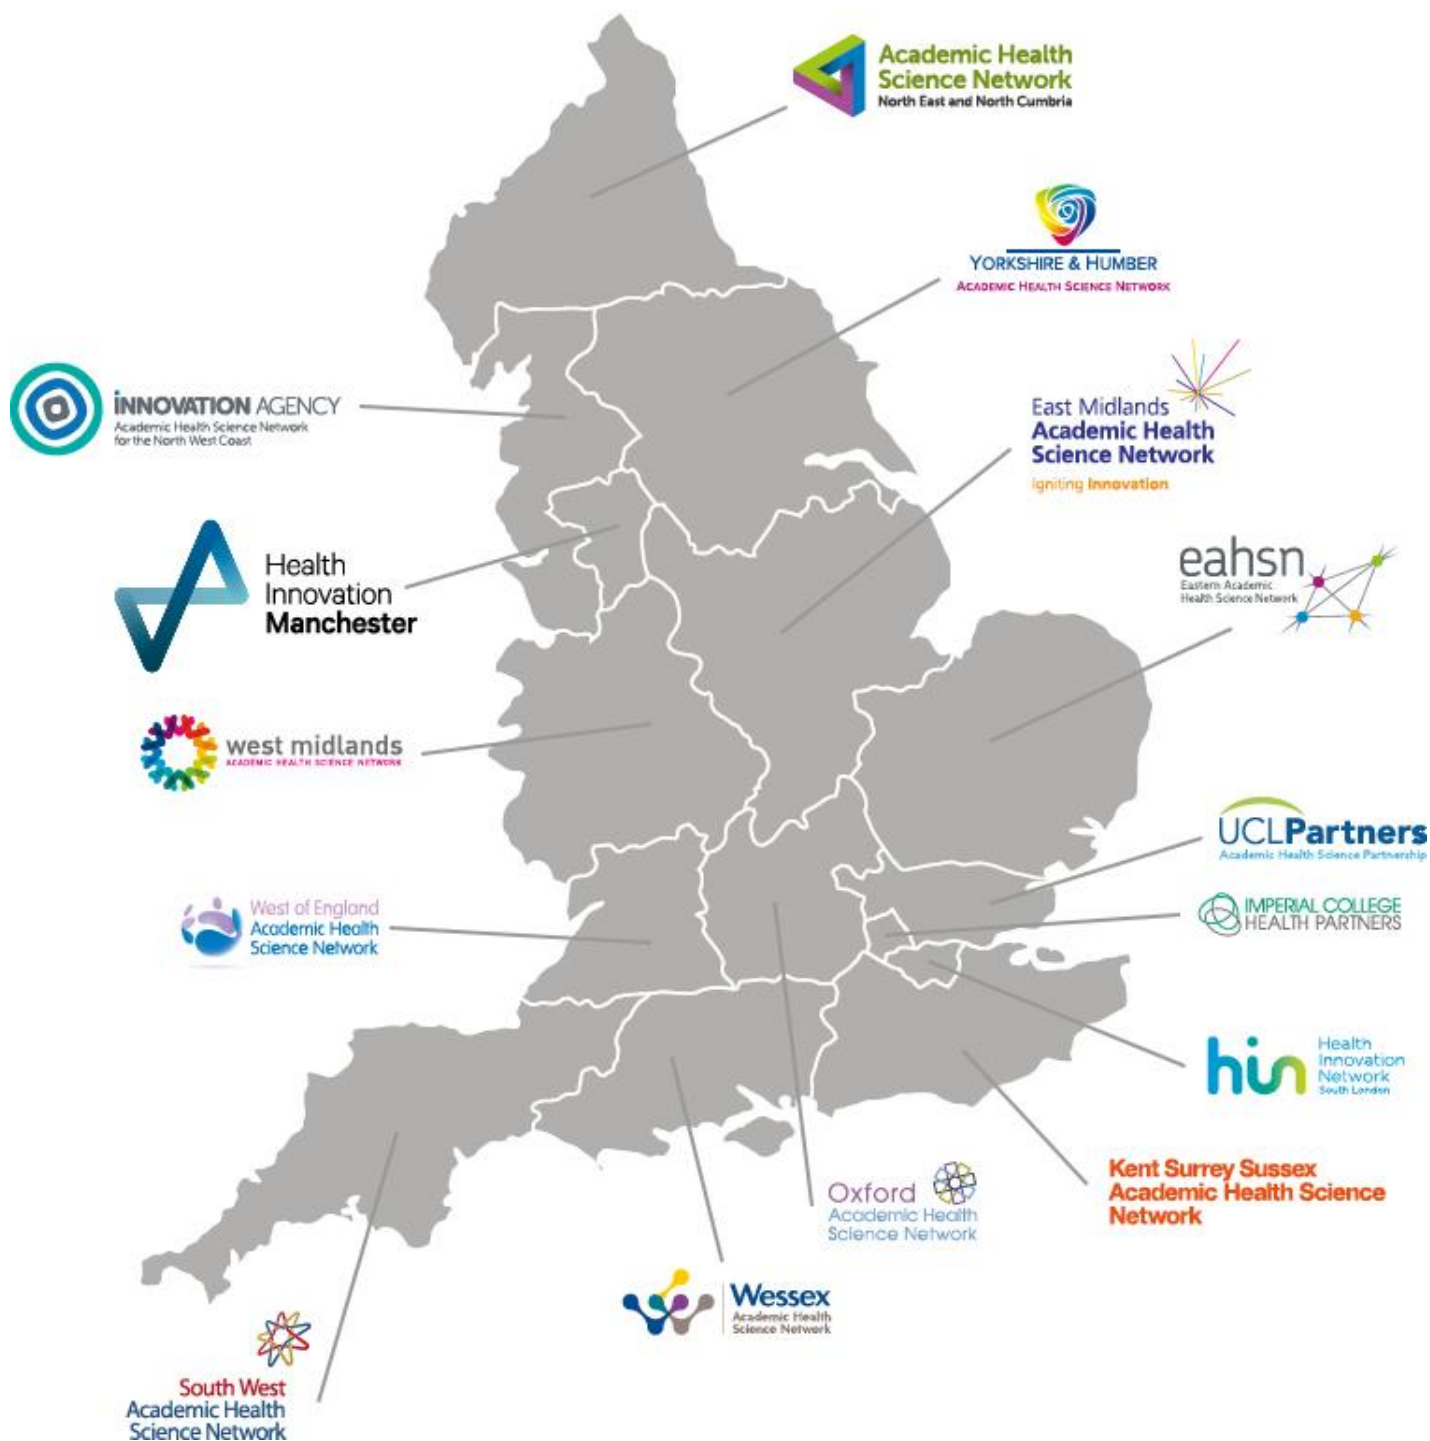 Academic Health
Science Network
North East and North Cumbria
YORKSHIRE & HUMBER
ACADEMIC HEALTH SCIENCE NETWORK
iNNOVATION AGENCY
Academic Health Science Network
for the North West Coast
East Midlands
Academic Health
Science Network
Igniting Innovation
Health
Innovation
Manchester
eahsn
Eastern Academic
Health Science Network
west midlands
ACADEMIC HEALTH SCIENCE NETWORK
UCLPartners
Academic Health Science Partnership
IMPERIAL COLLEGE
HEALTH PARTNERS
West of England
Academic Health
Science Network
hin
Health
Innovation
Network
South London
Kent Surrey Sussex
Academic Health Science
Network
Oxford
Academic Health
Science Network
Wessex
Academic Health
Science Network
South West
Academic Health
Science Network